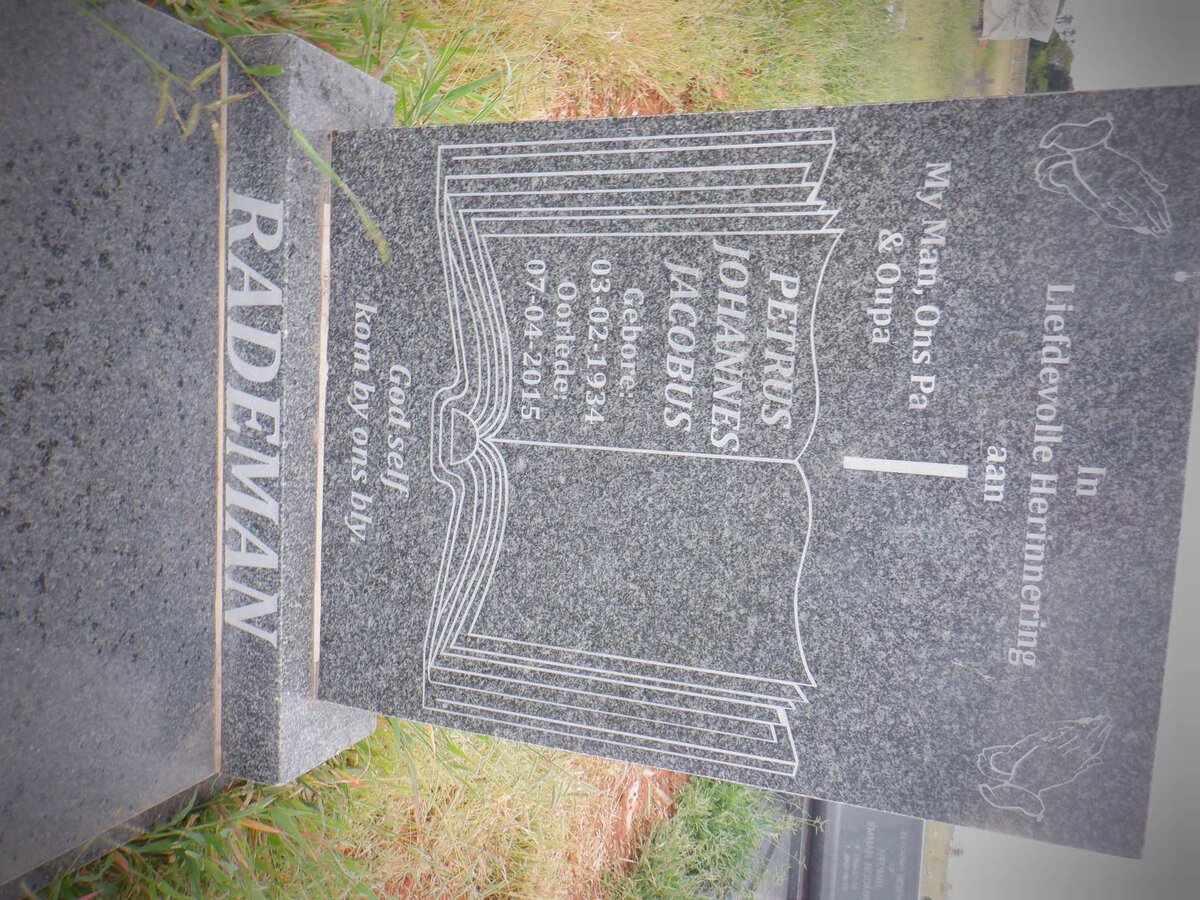 In
Liefdevolle Herinnering
aan
My Man, Ons Pa
& Oupa
PETRUS
JOHANNES
JACOBUS
Gebore:
03-02-1934
Oorlede:
07-04-2015
God self
kom by ons bly.
RADEMAN